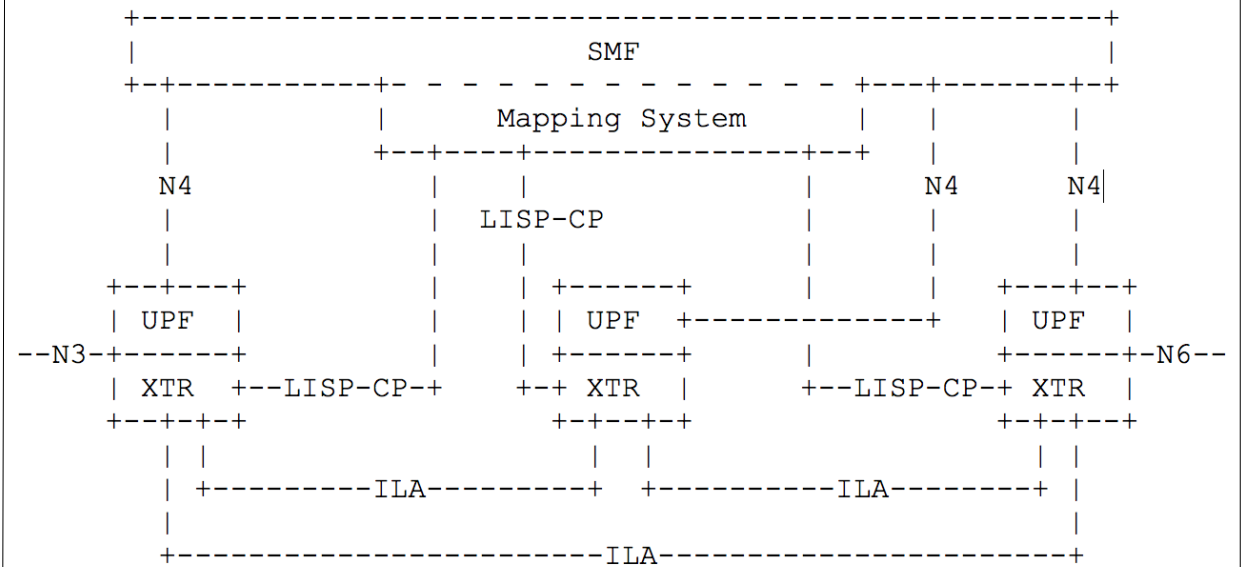 SMF
Mapping System
N4 N4 N4
LISP-CP
UPF UPF UPF
--N3- -N6--
XTR --LISP-CP- XTR --LISP-CP- XTR
ILA ILA
ILA